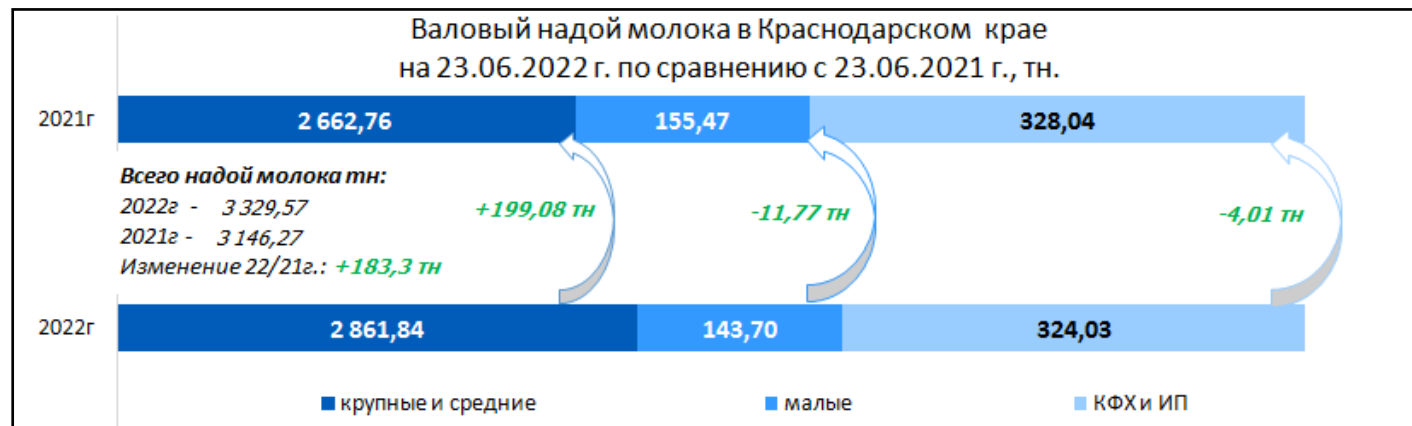 Валовый надой молока в Краснодарском край
на 23.06.2022 г. по сравнению с 23.06.2021 г., тн.
2021г
2 662,76
155,47
328,04
Всего надой молока тн:
2022г - 3 329,57
2021г - 3 146,27
Изменение 22/21г.: +183,3 тн
+199,08 тн
-11,77 тн
-4,01 тн
2022г
2 861,84
143,70
324,03
крупные и средние
малые
КФХ и ИП